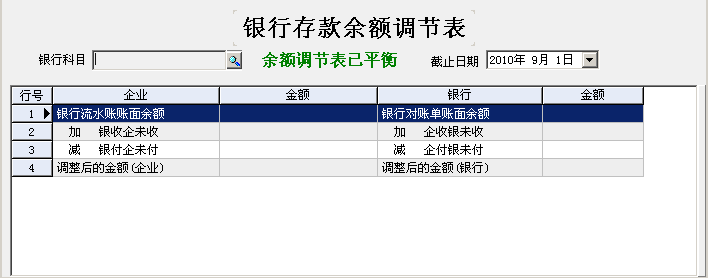 银行存款余额调节表
银行科目 余额调节表已平衡 截止日期 2010年 9月 1日
行号 企业 金额 银行 金额
1 银行流水账账面余额 银行对账单账面余额
2 加 银收企未收 加 企收银未收
3 减 银付企未付 减 企付银未付
4 调整后的金额(企业) 调整后的金额(银行)